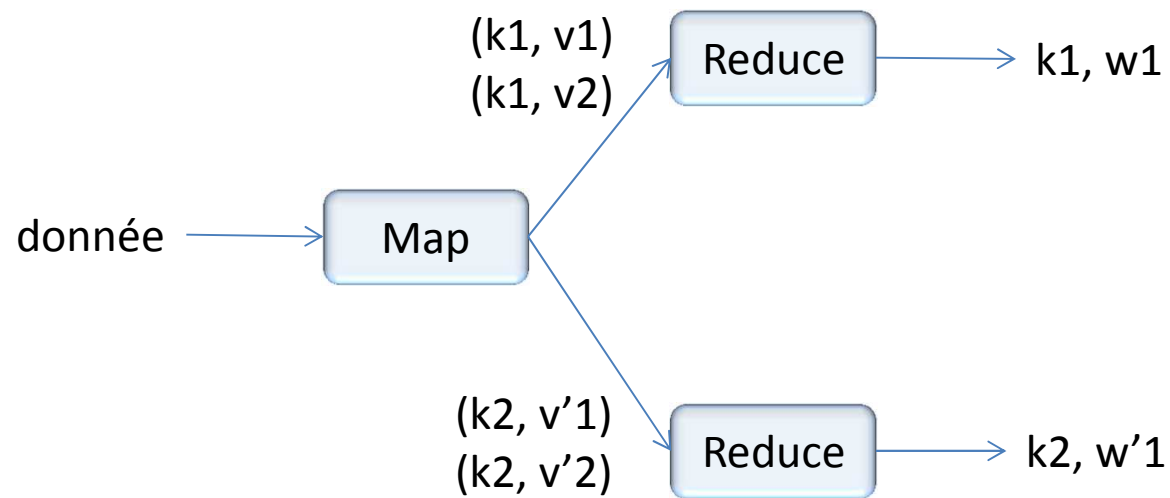 (k1, v1)
(k1, v2)
Reduce
k1, w1
donnée
Map
(k2, v’1)
(k2, v’2)
Reduce
k2, w’1